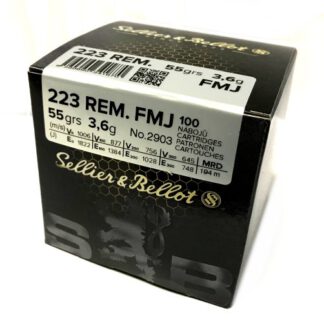 Sellier & Bellot
223 REM.
55grs 3,6g
FMJ
223 REM. FMJ 100
55grs 3,6g No.2903 NABOJŮ
CARTRIDGES
PATRONEN
CARTOUCHES
(m/s) V₀ 1006 V₁₀₀ 877 V₂₀₀ 756 V₃₀₀ 645 MRD
(J) E₀ 1822 E₁₀₀ 1384 E₂₀₀ 1028 E₃₀₀ 748 194 m
Sellier & Bellot S
S&B